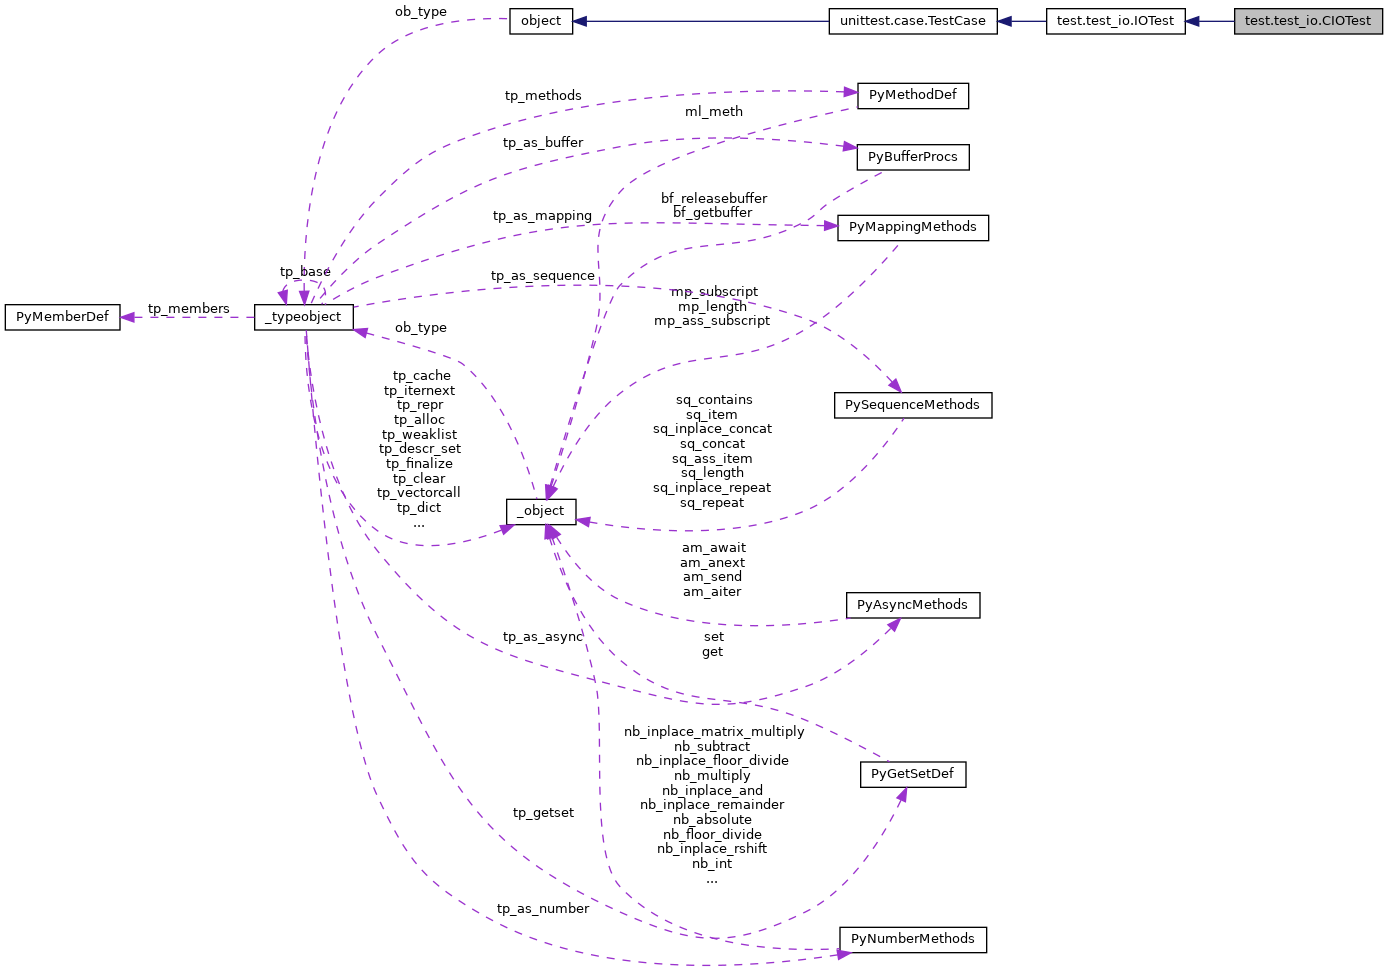 ob_type
object
unittest.case.TestCase
test.test_io.IOTest
test.test_io.CIOTest
tp_methods
PyMethodDef
ml_meth
tp_as_buffer
PyBufferProcs
bf_releasebuffer
bf_getbuffer
tp_as_mapping
PyMappingMethods
tp_base
tp_as_sequence
mp_subscript
mp_length
mp_ass_subscript
PyMemberDef
tp_members
_typeobject
ob_type
tp_cache
tp_iternext
tp_repr
tp_alloc
tp_weaklist
tp_descr_set
tp_finalize
tp_clear
tp_vectorcall
tp_dict
...
sq_contains
sq_item
sq_inplace_concat
sq_concat
sq_ass_item
sq_length
sq_inplace_repeat
sq_repeat
PySequenceMethods
_object
am_await
am_anext
am_send
am_aiter
PyAsyncMethods
tp_as_async
set
get
nb_inplace_matrix_multiply
nb_subtract
nb_inplace_floor_divide
nb_multiply
nb_inplace_and
nb_inplace_remainder
nb_absolute
nb_floor_divide
nb_inplace_rshift
nb_int
...
PyGetSetDef
tp_getset
tp_as_number
PyNumberMethods